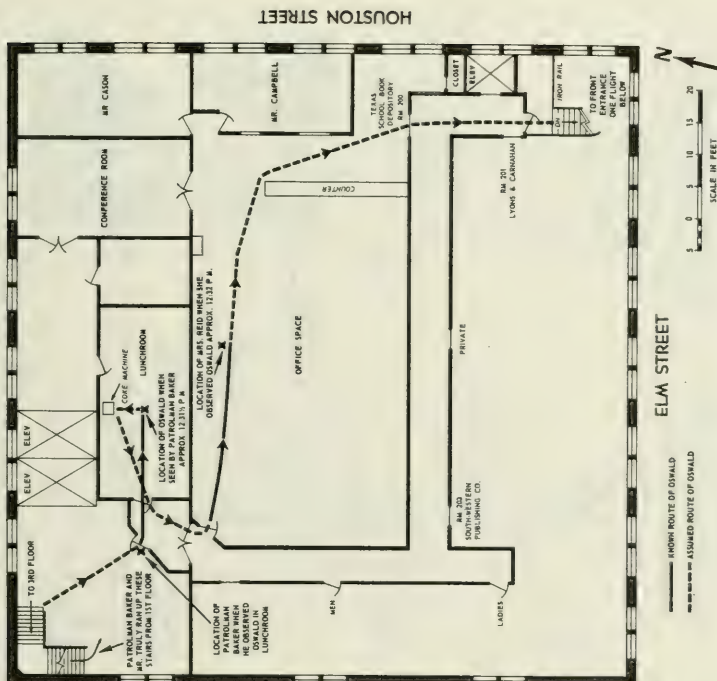 HOUSTON STREET
MR CASON
CONFERENCE ROOM
MR. CAMPBELL
CLOSET
ELEV
IRON RAIL
DN
TO FRONT
ENTRANCE
ONE FLIGHT
BELOW
TEXAS
SCHOOL BOOK
DEPOSITORY
RM 200
COUNTER
RM 201
LYONS & CARNAHAN
ELEV
ELEV
COKE MACHINE
LUNCHROOM
LOCATION OF OSWALD WHEN
SEEN BY PATROLMAN BAKER
APPROX 12:31½ P M
LOCATION OF MRS. REID WHEN SHE
OBSERVED OSWALD APPROX. 12:32 P M.
OFFICE SPACE
PRIVATE
TO 3RD FLOOR
PATROLMAN BAKER AND
MR. TRULY RAN UP THESE
STAIRS FROM 1ST FLOOR
LOCATION OF
PATROLMAN
BAKER WHEN
HE OBSERVED
OSWALD IN
LUNCHROOM
RM 203
SOUTH-WESTERN
PUBLISHING CO.
MEN
LADIES
ELM STREET
N
5 0 5 10 15 20
SCALE IN FEET
KNOWN ROUTE OF OSWALD
ASSUMED ROUTE OF OSWALD